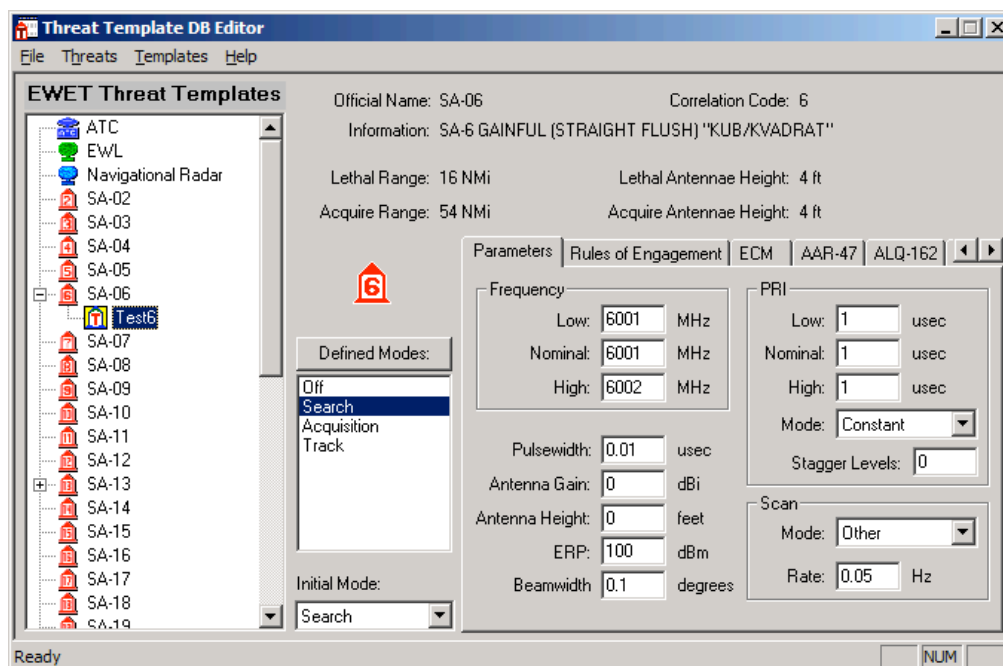 Threat Template DB Editor
File Threats Templates Help
EWET Threat Templates
ATC
EWL
Navigational Radar
SA-02
SA-03
SA-04
SA-05
SA-06
Test6
SA-07
SA-08
SA-09
SA-10
SA-11
SA-12
SA-13
SA-14
SA-15
SA-16
SA-17
SA-18
SA-19
Official Name: SA-06 Correlation Code: 6
Information: SA-6 GAINFUL (STRAIGHT FLUSH) "KUB/KVADRAT"
Lethal Range: 16 NMi Lethal Antennae Height: 4 ft
Acquire Range: 54 NMi Acquire Antennae Height: 4 ft
6
Defined Modes:
Off
Search
Acquisition
Track
Initial Mode:
Search
Parameters Rules of Engagement ECM AAR-47 ALQ-162
Frequency
Low: 6001 MHz
Nominal: 6001 MHz
High: 6002 MHz
Pulsewidth: 0.01 usec
Antenna Gain: 0 dBi
Antenna Height: 0 feet
ERP: 100 dBm
Beamwidth 0.1 degrees
PRI
Low: 1 usec
Nominal: 1 usec
High: 1 usec
Mode: Constant
Stagger Levels: 0
Scan
Mode: Other
Rate: 0.05 Hz
Ready NUM